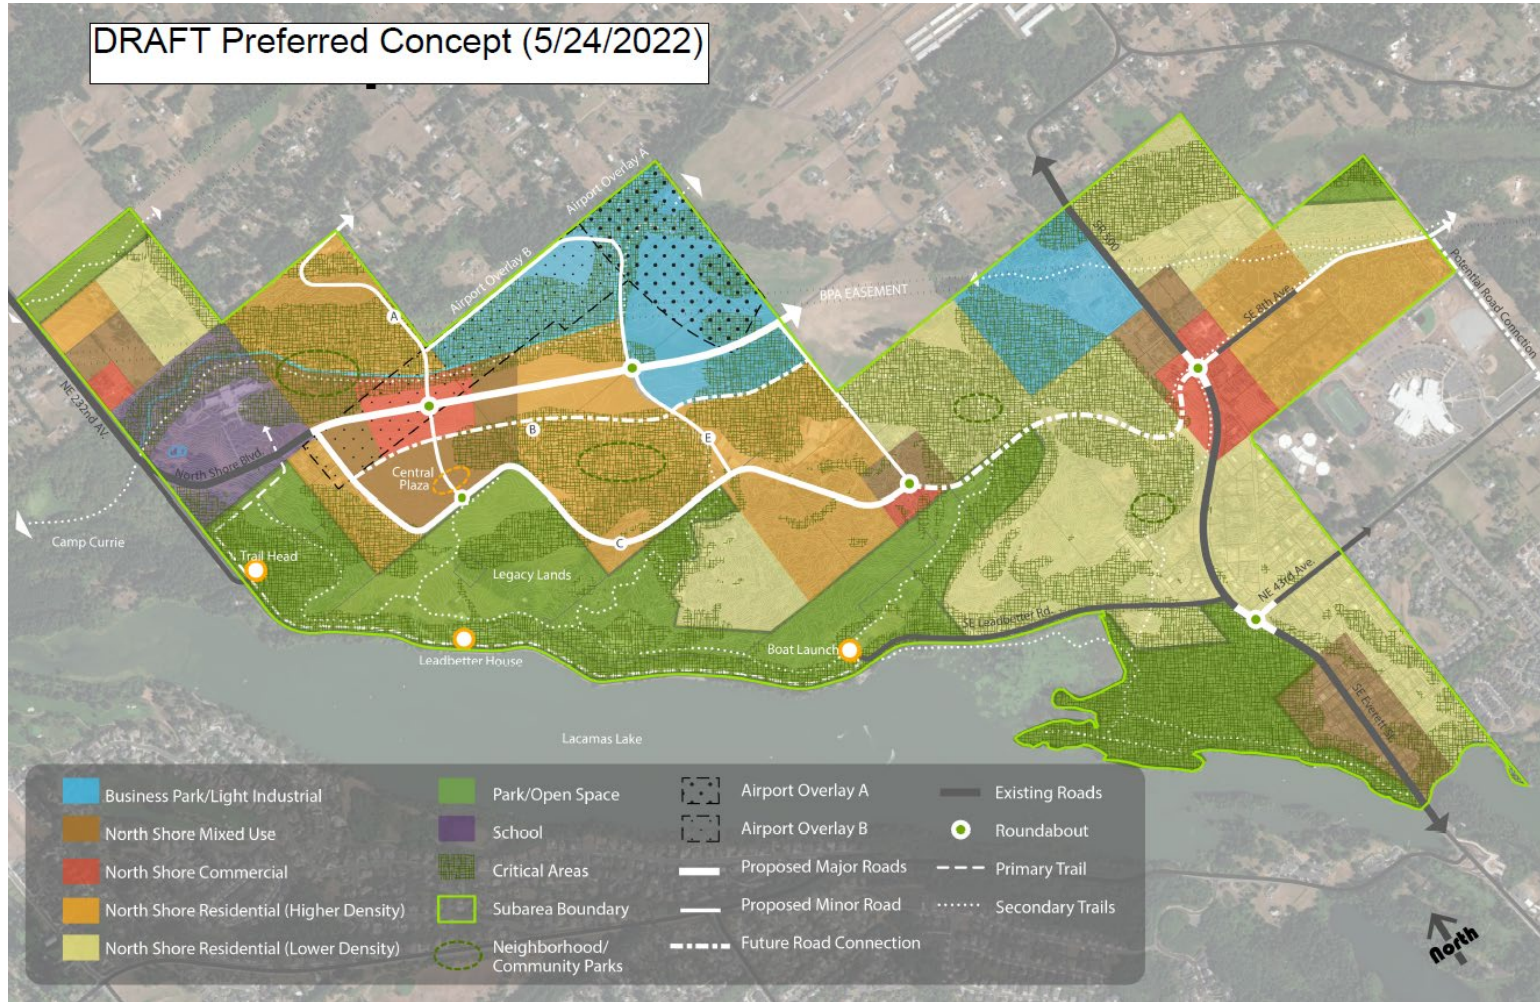 DRAFT Preferred Concept (5/24/2022)
Airport Overlay A
Airport Overlay B
BPA EASEMENT
SR 500
SE 8th Ave.
Potential Road Connection
A
NE 232nd AV.
North Shore Blvd.
B
E
Central
Plaza
C
Camp Currie
Trail Head
Legacy Lands
NE 43rd Ave.
SE Leadbetter Rd.
Boat Launch
Leadbetter House
SE Everett
Lacamas Lake
Business Park/Light Industrial
North Shore Mixed Use
North Shore Commercial
North Shore Residential (Higher Density)
North Shore Residential (Lower Density)
Park/Open Space
School
Critical Areas
Subarea Boundary
Neighborhood/
Community Parks
Airport Overlay A
Airport Overlay B
Proposed Major Roads
Proposed Minor Road
Future Road Connection
Existing Roads
Roundabout
Primary Trail
Secondary Trails
North